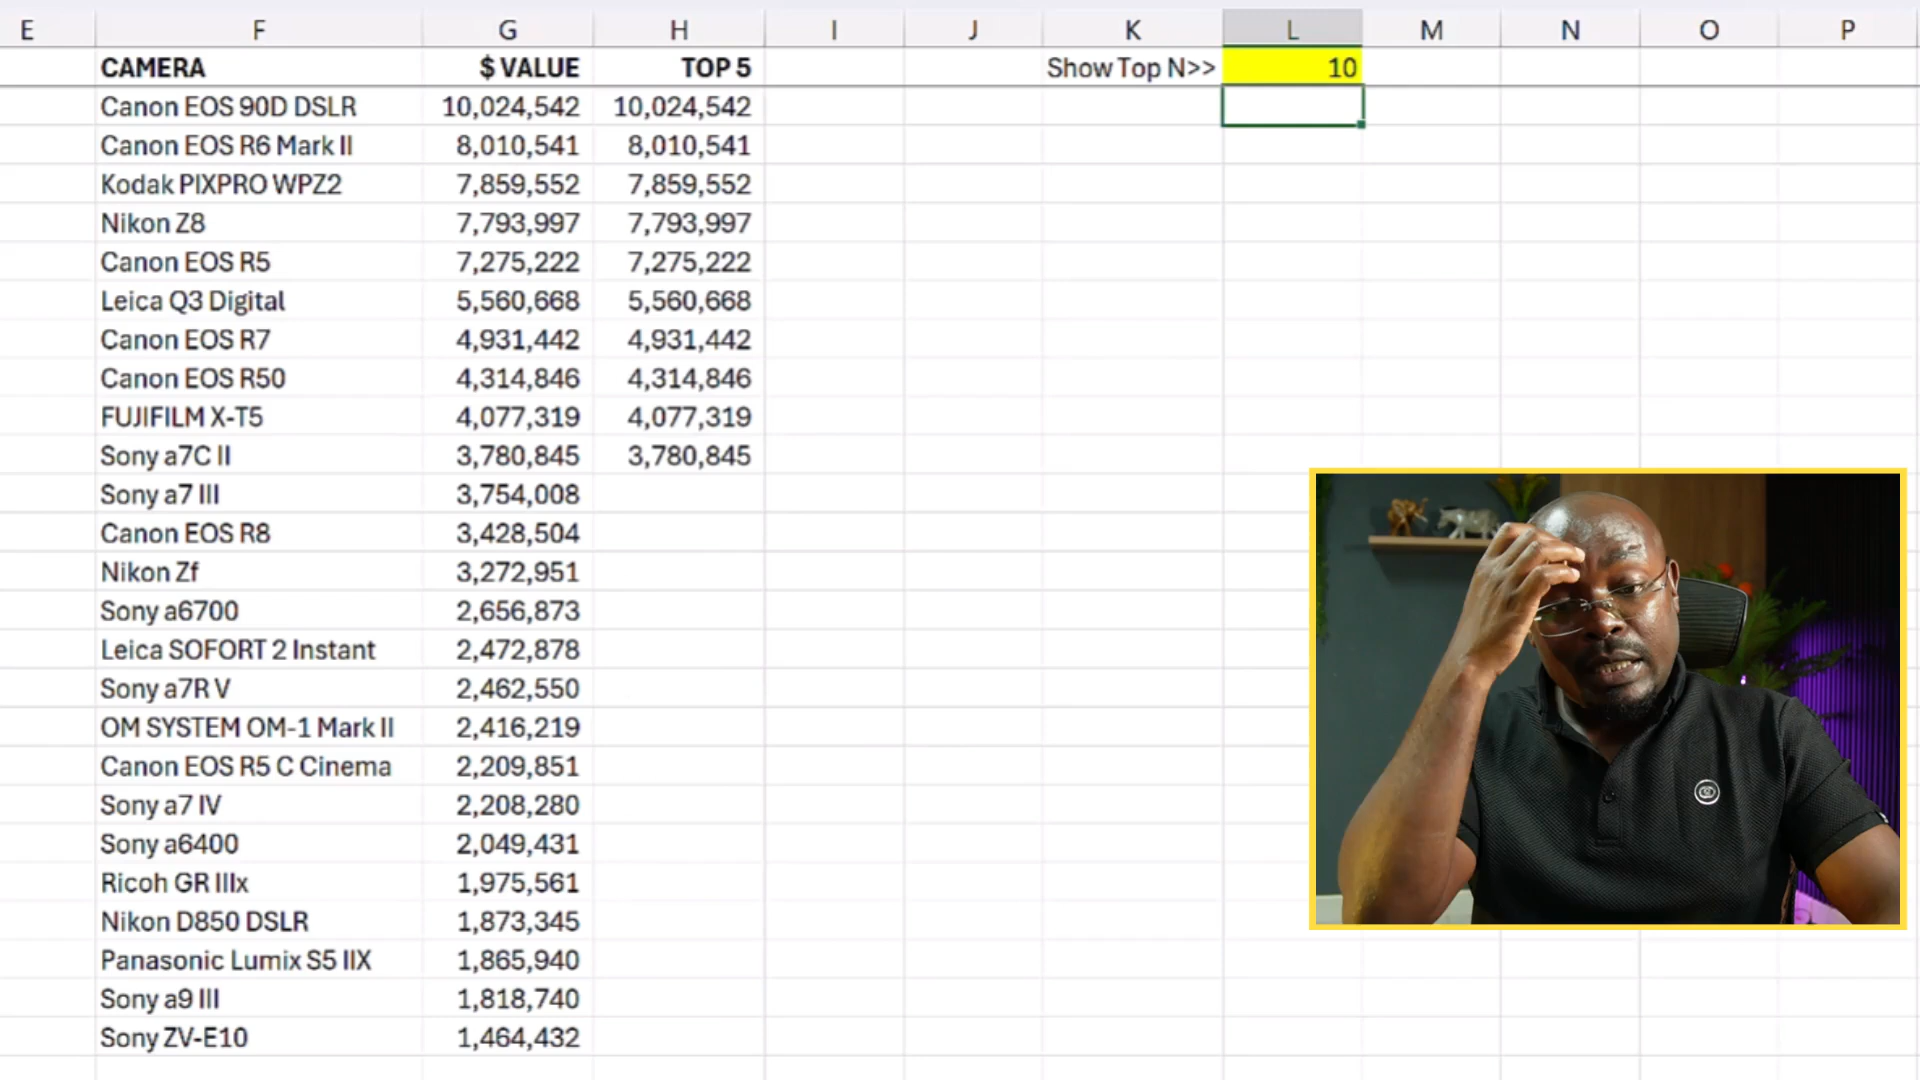 E F G H I J K L M N O P
CAMERA $ VALUE TOP 5 Show Top N>> 10
Canon EOS 90D DSLR 10,024,542 10,024,542
Canon EOS R6 Mark II 8,010,541 8,010,541
Kodak PIXPRO WPZ2 7,859,552 7,859,552
Nikon Z8 7,793,997 7,793,997
Canon EOS R5 7,275,222 7,275,222
Leica Q3 Digital 5,560,668 5,560,668
Canon EOS R7 4,931,442 4,931,442
Canon EOS R50 4,314,846 4,314,846
FUJIFILM X-T5 4,077,319 4,077,319
Sony a7C II 3,780,845 3,780,845
Sony a7 III 3,754,008
Canon EOS R8 3,428,504
Nikon Zf 3,272,951
Sony a6700 2,656,873
Leica SOFORT 2 Instant 2,472,878
Sony a7R V 2,462,550
OM SYSTEM OM-1 Mark II 2,416,219
Canon EOS R5 C Cinema 2,209,851
Sony a7 IV 2,208,280
Sony a6400 2,049,431
Ricoh GR IIIx 1,975,561
Nikon D850 DSLR 1,873,345
Panasonic Lumix S5 IIX 1,865,940
Sony a9 III 1,818,740
Sony ZV-E10 1,464,432